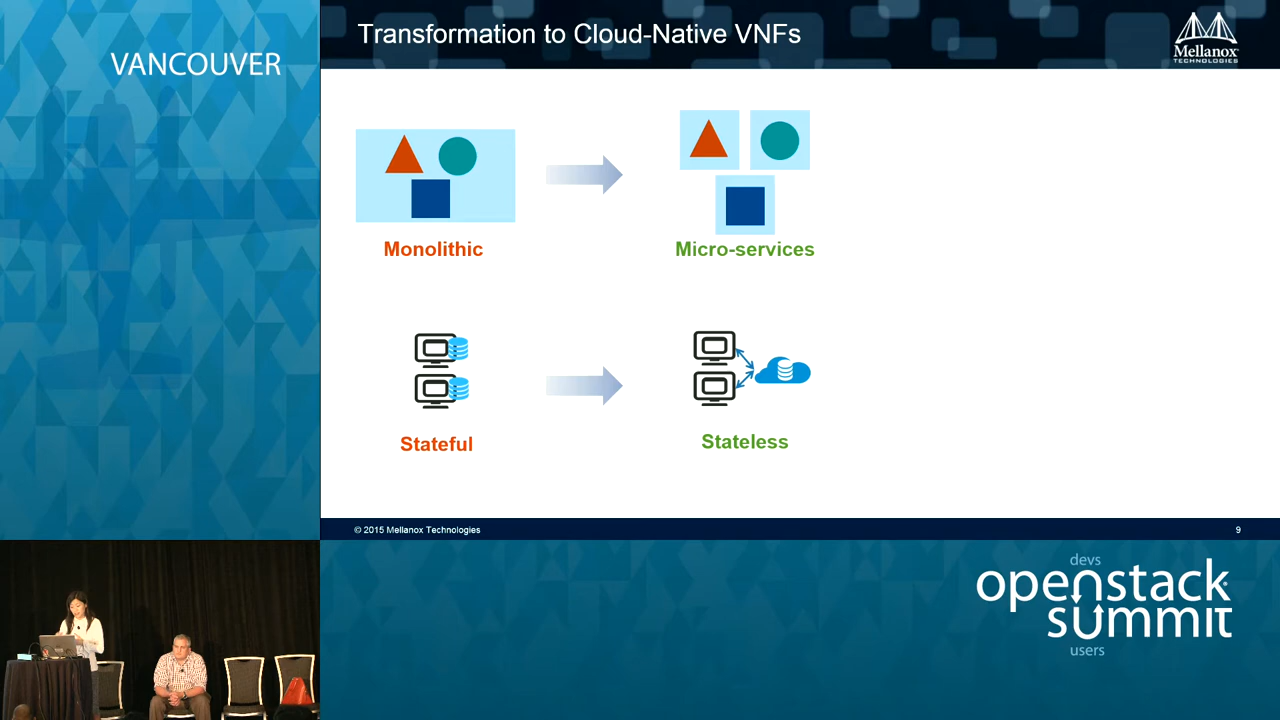 VANCOUVER
Transformation to Cloud-Native VNFs
Mellanox
TECHNOLOGIES
Monolithic
Micro-services
Stateful
Stateless
© 2015 Mellanox Technologies
9
devs
openstack
summit
users